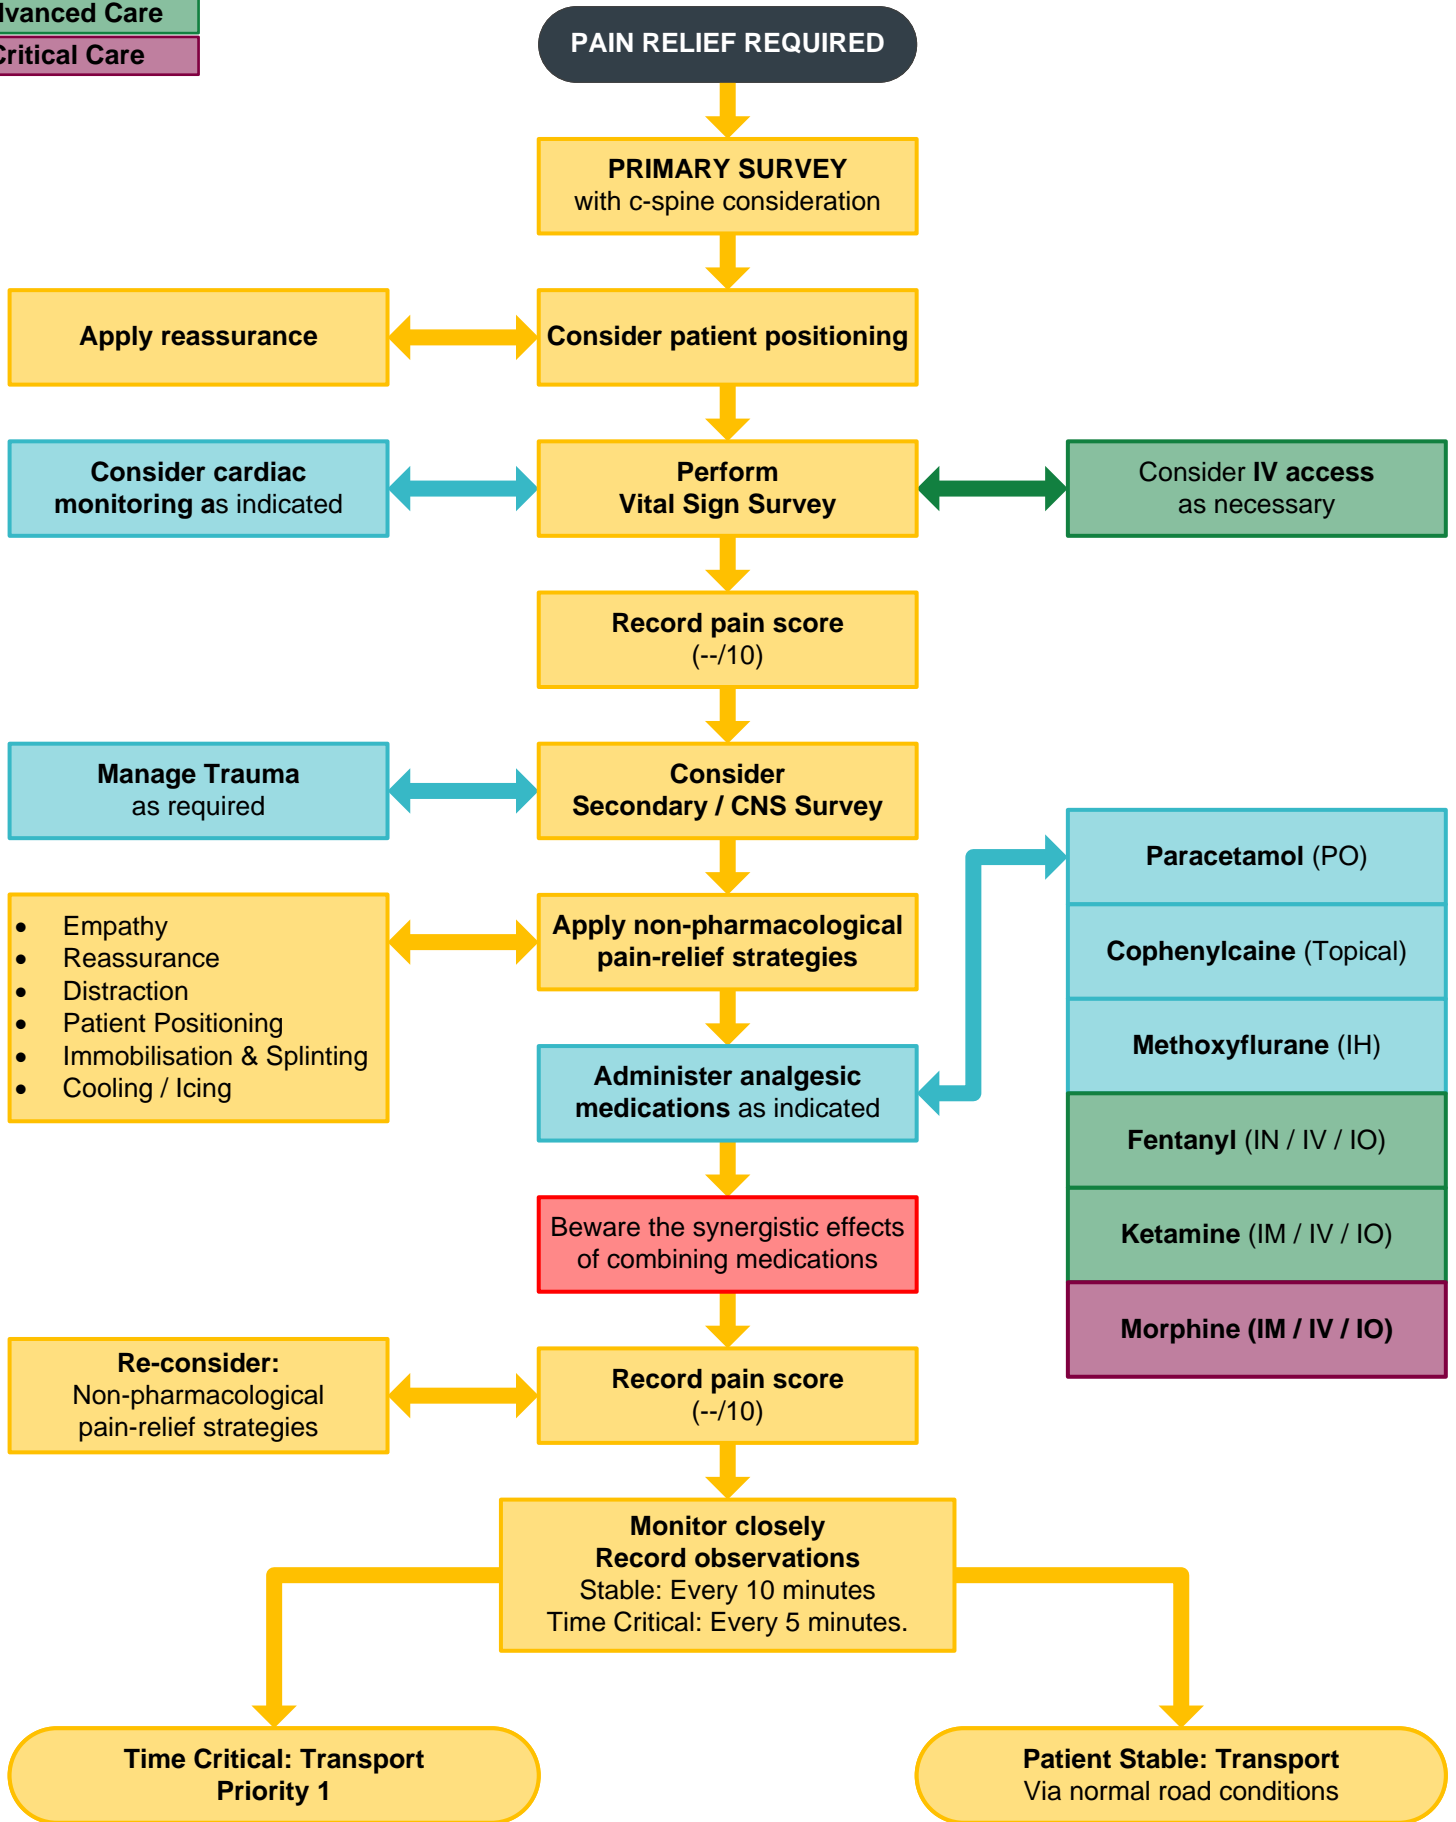 Advanced Care
Critical Care
PAIN RELIEF REQUIRED
PRIMARY SURVEY
with c-spine consideration
Apply reassurance
Consider patient positioning
Consider cardiac
monitoring as indicated
Perform
Vital Sign Survey
Consider IV access
as necessary
Record pain score
(--/10)
Manage Trauma
as required
Consider
Secondary / CNS Survey
• Empathy
• Reassurance
• Distraction
• Patient Positioning
• Immobilisation & Splinting
• Cooling / Icing
Apply non-pharmacological
pain-relief strategies
Administer analgesic
medications as indicated
Paracetamol (PO)
Cophenylcaine (Topical)
Methoxyflurane (IH)
Fentanyl (IN / IV / IO)
Ketamine (IM / IV / IO)
Morphine (IM / IV / IO)
Beware the synergistic effects
of combining medications
Re-consider:
Non-pharmacological
pain-relief strategies
Record pain score
(--/10)
Monitor closely
Record observations
Stable: Every 10 minutes
Time Critical: Every 5 minutes.
Time Critical: Transport
Priority 1
Patient Stable: Transport
Via normal road conditions